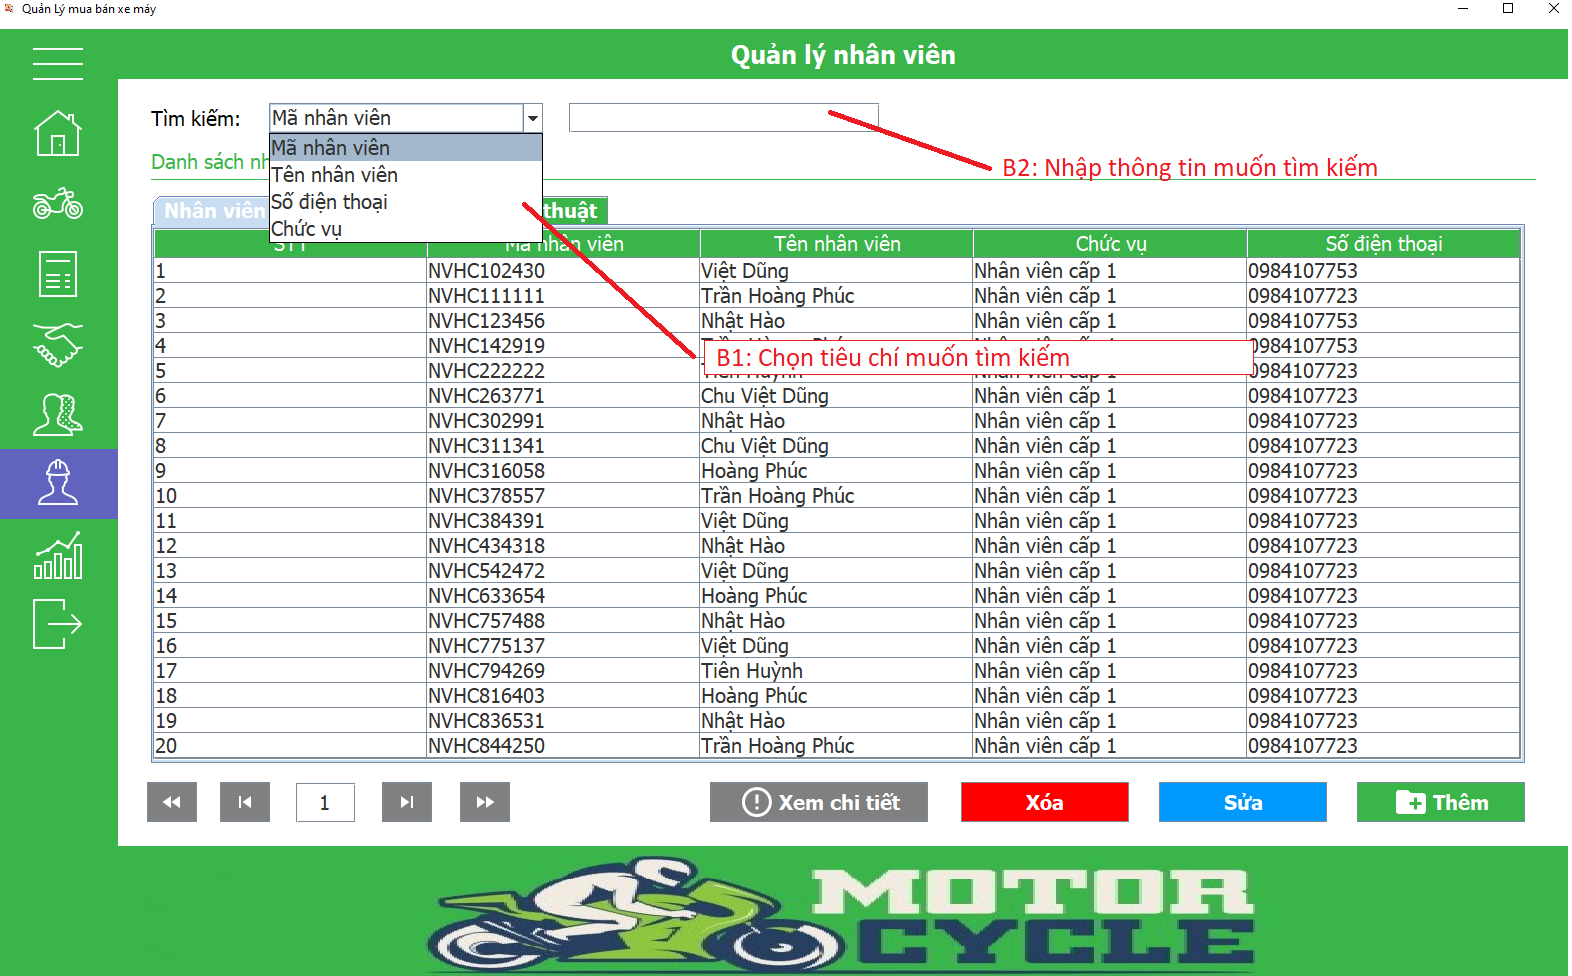 Quản Lý mua bán xe máy
Quản lý nhân viên
Tìm kiếm: Mã nhân viên
Mã nhân viên
Tên nhân viên
Số điện thoại
Chức vụ
B2: Nhập thông tin muốn tìm kiếm
Danh sách
Nhân viên thuật
STT Mã nhân viên Tên nhân viên Chức vụ Số điện thoại
1 NVHC102430 Việt Dũng Nhân viên cấp 1 0984107753
2 NVHC111111 Trần Hoàng Phúc Nhân viên cấp 1 0984107723
3 NVHC123456 Nhật Hào Nhân viên cấp 1 0984107753
4 NVHC142919 0984107753
B1: Chọn tiêu chí muốn tìm kiếm
5 NVHC222222 Tiên Huỳnh Nhân viên cấp 1 0984107723
6 NVHC263771 Chu Việt Dũng Nhân viên cấp 1 0984107723
7 NVHC302991 Nhật Hào Nhân viên cấp 1 0984107723
8 NVHC311341 Chu Việt Dũng Nhân viên cấp 1 0984107723
9 NVHC316058 Hoàng Phúc Nhân viên cấp 1 0984107723
10 NVHC378557 Trần Hoàng Phúc Nhân viên cấp 1 0984107723
11 NVHC384391 Việt Dũng Nhân viên cấp 1 0984107723
12 NVHC434318 Nhật Hào Nhân viên cấp 1 0984107723
13 NVHC542472 Việt Dũng Nhân viên cấp 1 0984107723
14 NVHC633654 Hoàng Phúc Nhân viên cấp 1 0984107723
15 NVHC757488 Nhật Hào Nhân viên cấp 1 0984107723
16 NVHC775137 Việt Dũng Nhân viên cấp 1 0984107723
17 NVHC794269 Tiên Huỳnh Nhân viên cấp 1 0984107723
18 NVHC816403 Hoàng Phúc Nhân viên cấp 1 0984107723
19 NVHC836531 Nhật Hào Nhân viên cấp 1 0984107723
20 NVHC844250 Trần Hoàng Phúc Nhân viên cấp 1 0984107723
1 Xem chi tiết Xóa Sửa Thêm
MOTOR
CYCLE